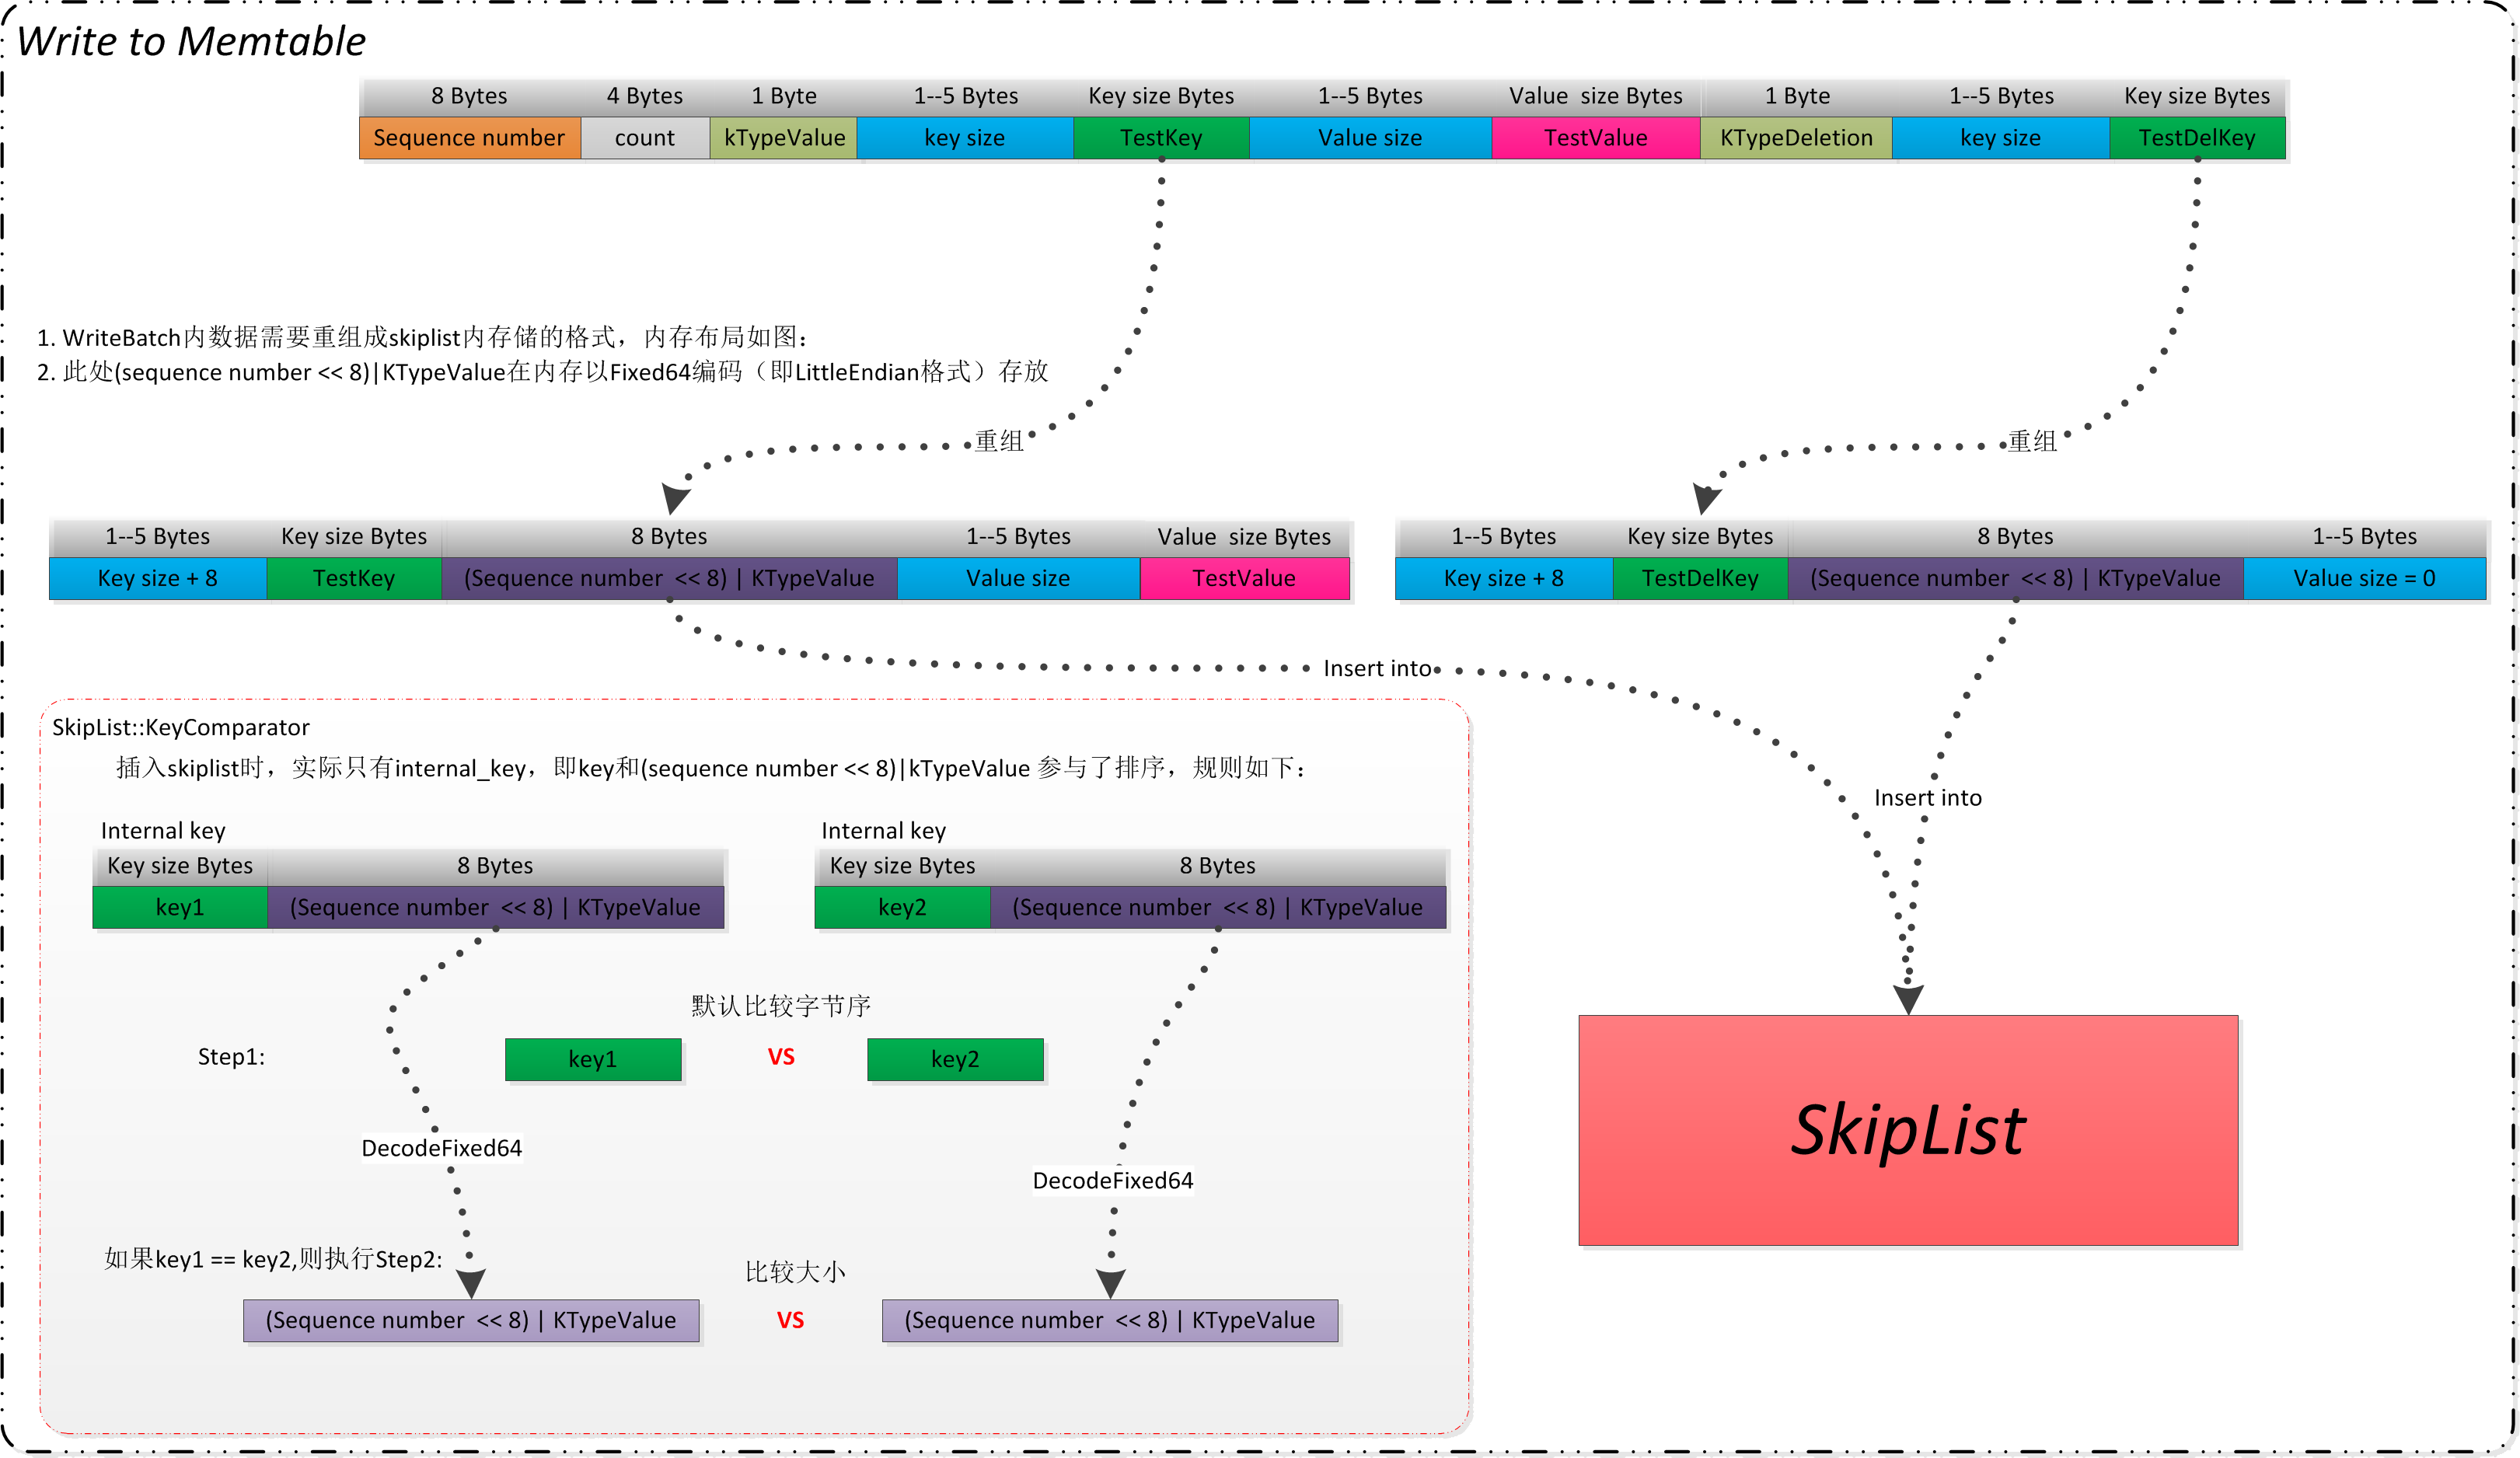 Write to Memtable
8 Bytes 4 Bytes 1 Byte 1--5 Bytes Key size Bytes 1--5 Bytes Value size Bytes 1 Byte 1--5 Bytes Key size Bytes
Sequence number count kTypeValue key size TestKey Value size TestValue KTypeDeletion key size TestDelKey
1. WriteBatch内数据需要重组成skiplist内存储的格式，内存布局如图：
2. 此处(sequence number << 8)|KTypeValue在内存以Fixed64编码（即LittleEndian格式）存放
重组 重组
1--5 Bytes Key size Bytes 8 Bytes 1--5 Bytes Value size Bytes 1--5 Bytes Key size Bytes 8 Bytes 1--5 Bytes
Key size + 8 TestKey (Sequence number << 8) | KTypeValue Value size TestValue Key size + 8 TestDelKey (Sequence number << 8) | KTypeValue Value size = 0
Insert into
SkipList::KeyComparator
插入skiplist时，实际只有internal_key，即key和(sequence number << 8)|kTypeValue 参与了排序，规则如下：
Insert into
Internal key Internal key
Key size Bytes 8 Bytes Key size Bytes 8 Bytes
key1 (Sequence number << 8) | KTypeValue key2 (Sequence number << 8) | KTypeValue
默认比较字节序
Step1: key1 VS key2
SkipList
DecodeFixed64
DecodeFixed64
如果key1 == key2,则执行Step2:
比较大小
(Sequence number << 8) | KTypeValue VS (Sequence number << 8) | KTypeValue